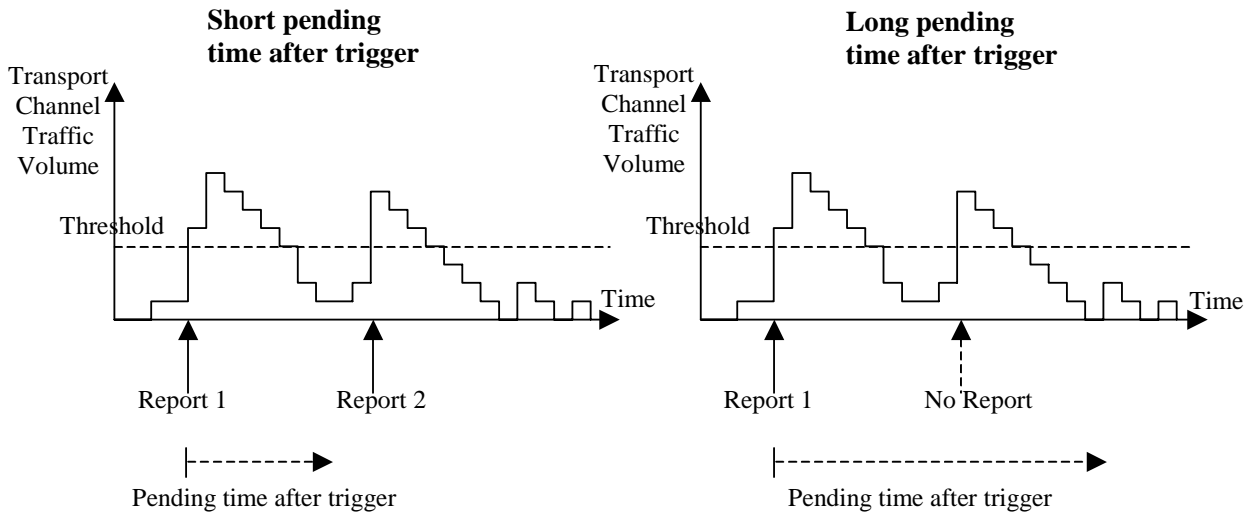 Short pending
time after trigger
Transport
Channel
Traffic
Volume
Threshold
Time
Report 1
Report 2
Pending time after trigger
Long pending
time after trigger
Transport
Channel
Traffic
Volume
Threshold
Time
Report 1
No Report
Pending time after trigger